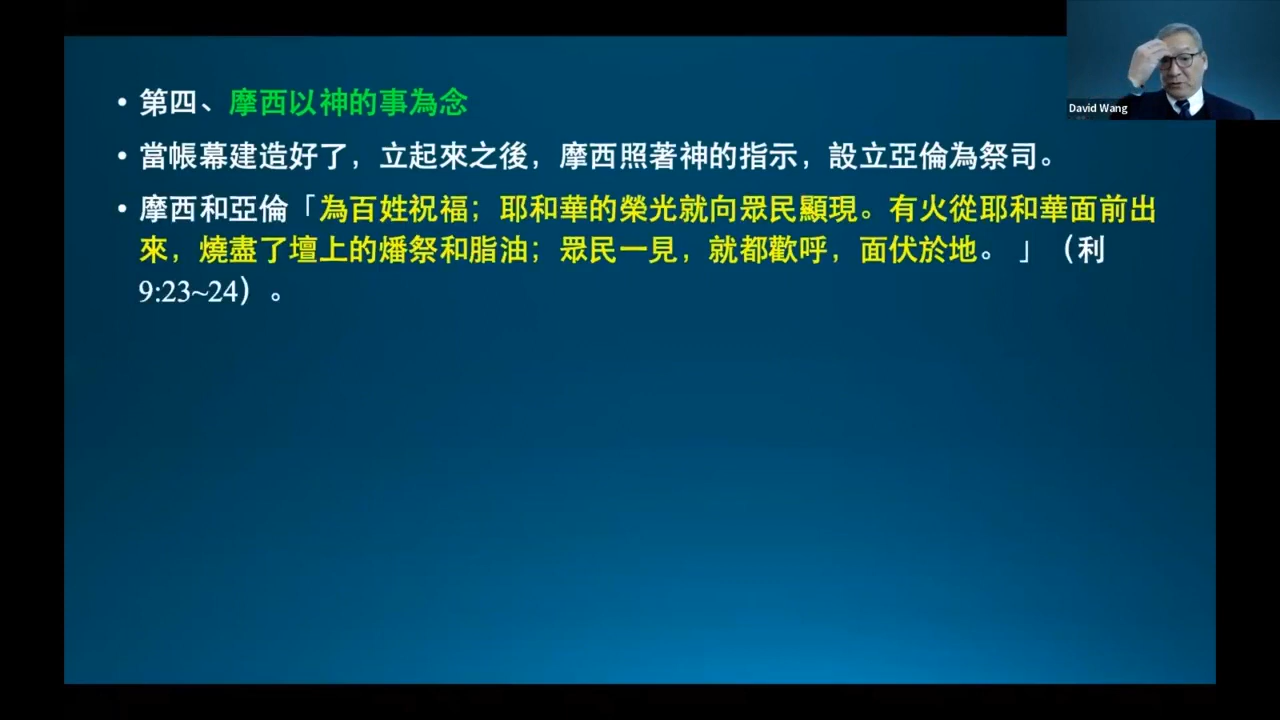 David Wang
• 第四、摩西以神的事為念
• 當帳幕建造好了，立起來之後，摩西照著神的指示，設立亞倫為祭司。
• 摩西和亞倫「為百姓祝福；耶和華的榮光就向眾民顯現。有火從耶和華面前出
來，燒盡了壇上的燔祭和脂油；眾民一見，就都歡呼，面伏於地。」（利
9:23~24）。